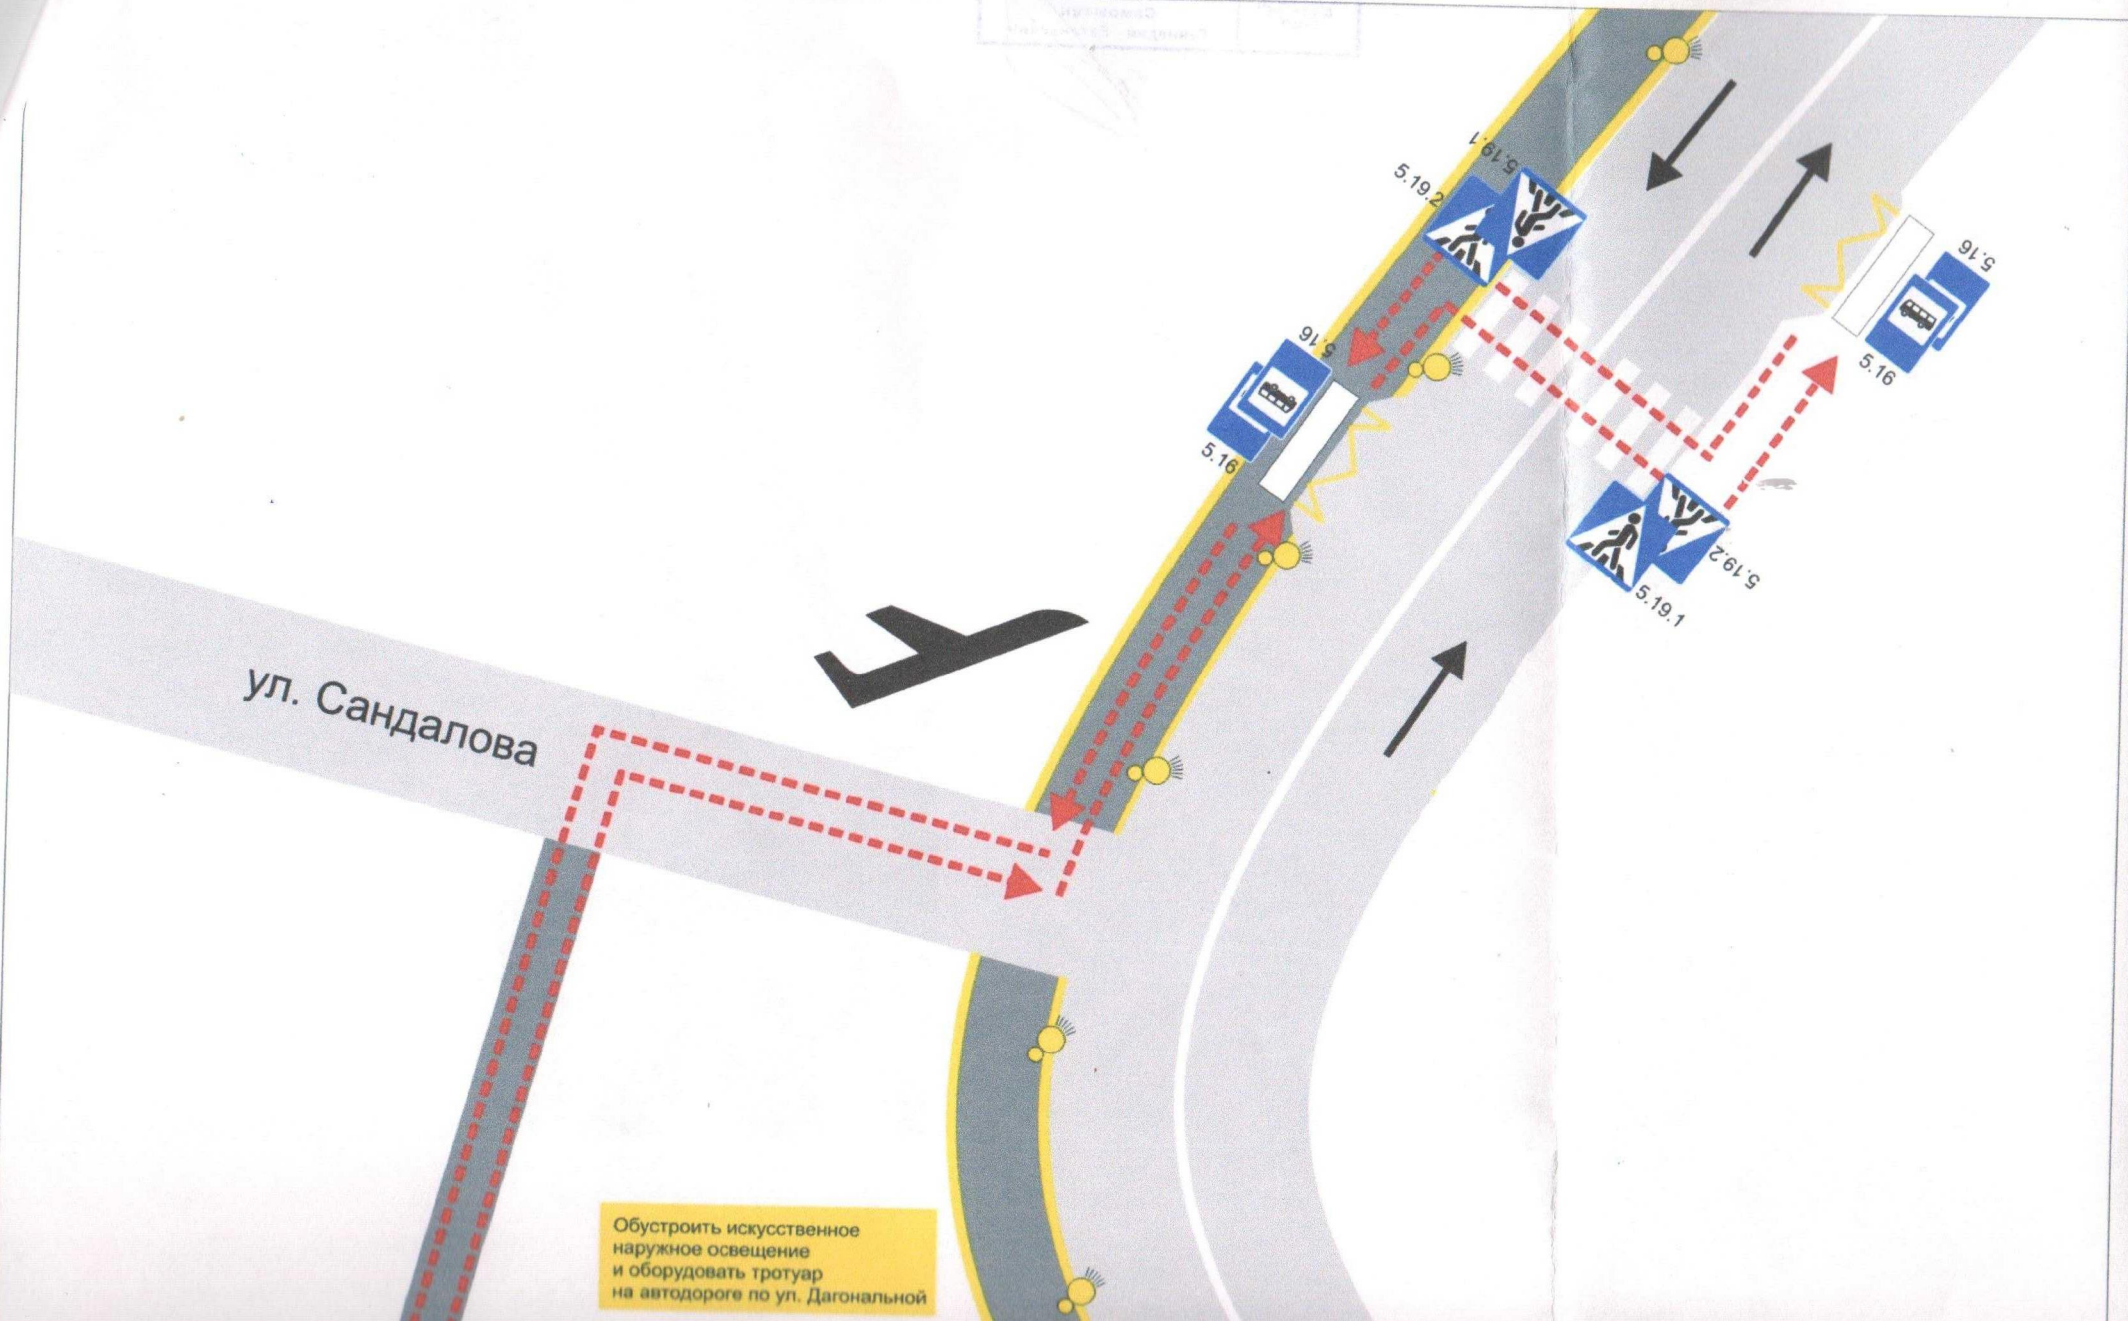 5.19.1
5.19.2
5.16
5.16
5.16
5.16
5.19.2
5.19.1
ул. Сандалова
Обустроить искусственное
наружное освещение
и оборудовать тротуар
на автодороге по ул. Дагональной